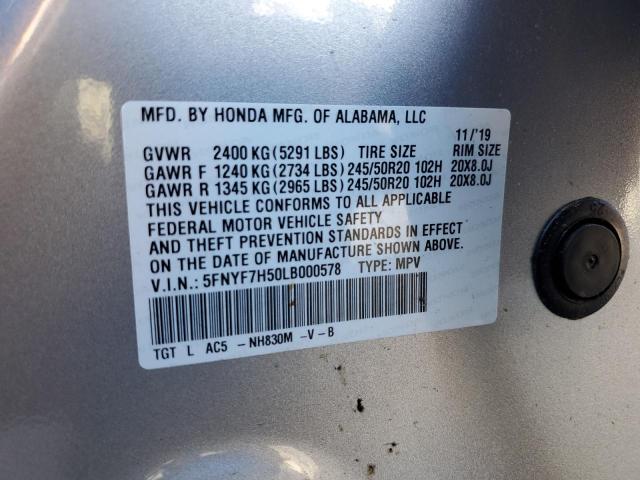 MFD. BY HONDA MFG. OF ALABAMA, LLC
11/'19
GVWR 2400 KG (5291 LBS) TIRE SIZE RIM SIZE
GAWR F 1240 KG (2734 LBS) 245/50R20 102H 20X8.0J
GAWR R 1345 KG (2965 LBS) 245/50R20 102H 20X8.0J
THIS VEHICLE CONFORMS TO ALL APPLICABLE
FEDERAL MOTOR VEHICLE SAFETY
AND THEFT PREVENTION STANDARDS IN EFFECT
ON THE DATE OF MANUFACTURE SHOWN ABOVE.
V.I.N.: 5FNYF7H50LB000578 TYPE: MPV
TGT L AC5 - NH830M -V-B